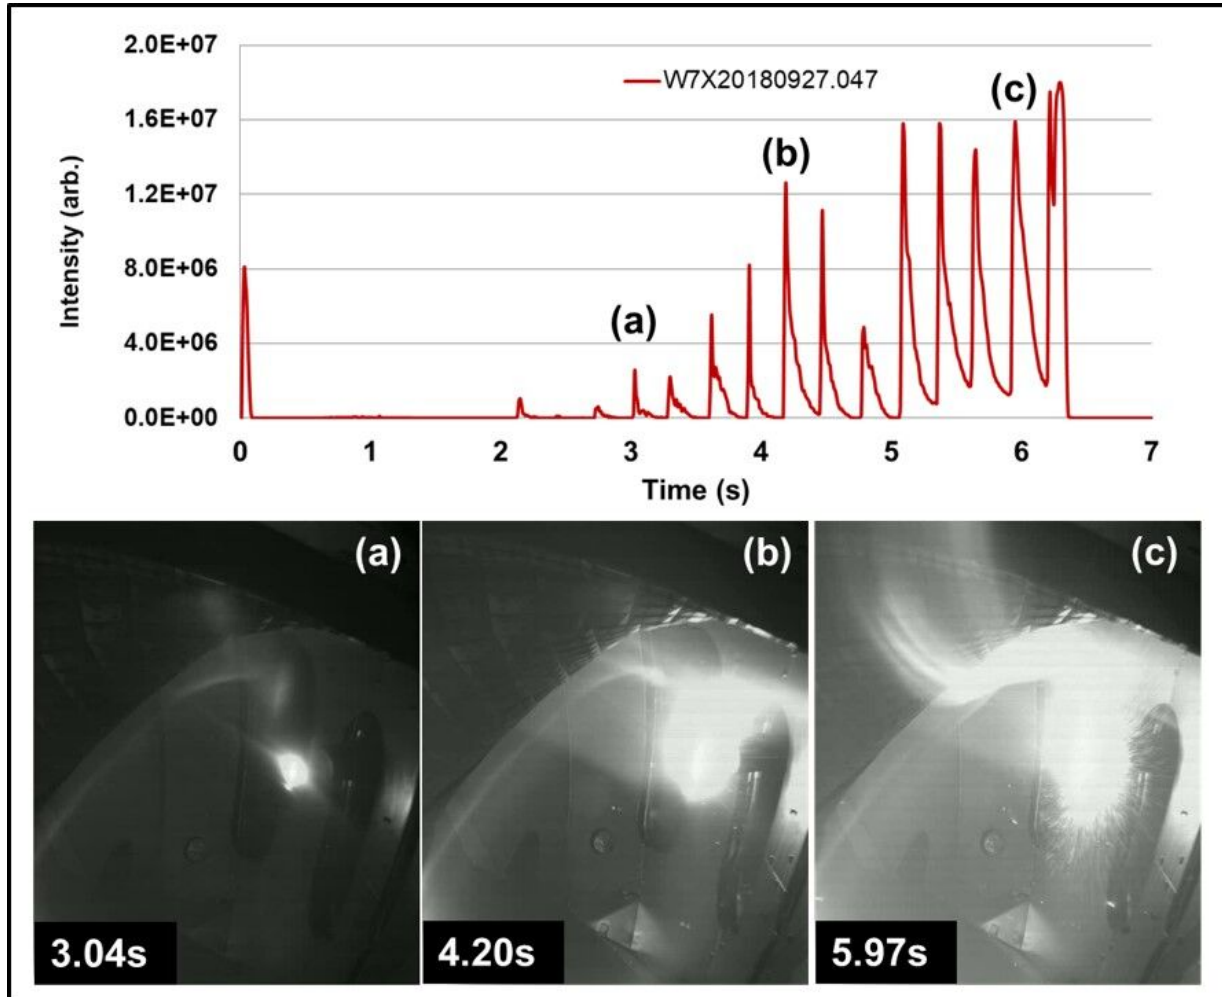 2.0E+07
W7X20180927.047
(c)
1.6E+07
(b)
1.2E+07
Intensity (arb.)
8.0E+06
(a)
4.0E+06
0.0E+00
0 1 2 3 4 5 6 7
Time (s)
(a) (b) (c)
3.04s 4.20s 5.97s